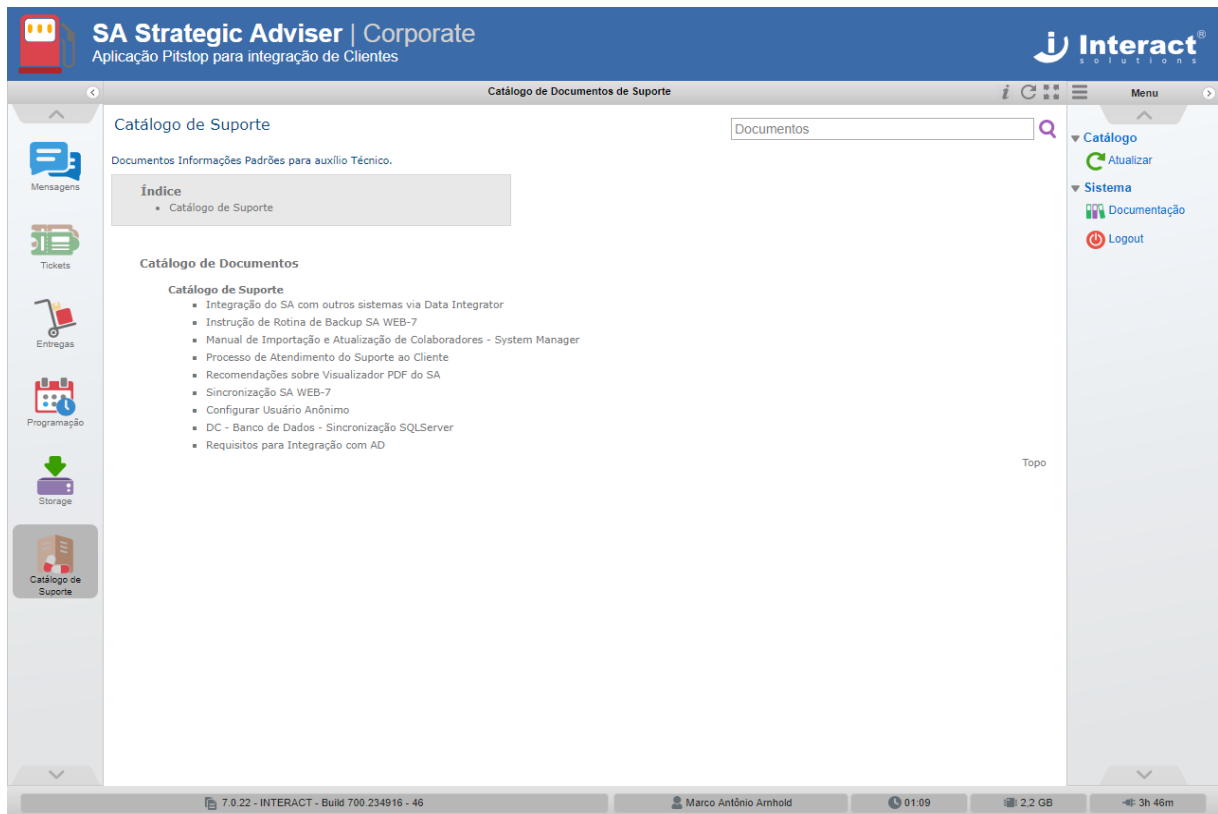 SA Strategic Adviser | Corporate
Aplicação Pitstop para integração de Clientes
Interact®
solutions
Catálogo de Documentos de Suporte
Menu
Mensagens
Tickets
Entregas
Programação
Storage
Catálogo de
Suporte
Catálogo de Suporte
Documentos
Documentos Informações Padrões para auxílio Técnico.
Índice
Catálogo de Suporte
Catálogo de Documentos
Catálogo de Suporte
Integração do SA com outros sistemas via Data Integrator
Instrução de Rotina de Backup SA WEB-7
Manual de Importação e Atualização de Colaboradores - System Manager
Processo de Atendimento do Suporte ao Cliente
Recomendações sobre Visualizador PDF do SA
Sincronização SA WEB-7
Configurar Usuário Anônimo
DC - Banco de Dados - Sincronização SQLServer
Requisitos para Integração com AD
Topo
Catálogo
Atualizar
Sistema
Documentação
Logout
7.0.22 - INTERACT - Build 700.234916 - 46
Marco Antônio Arnhold
01:09
2,2 GB
3h 46m